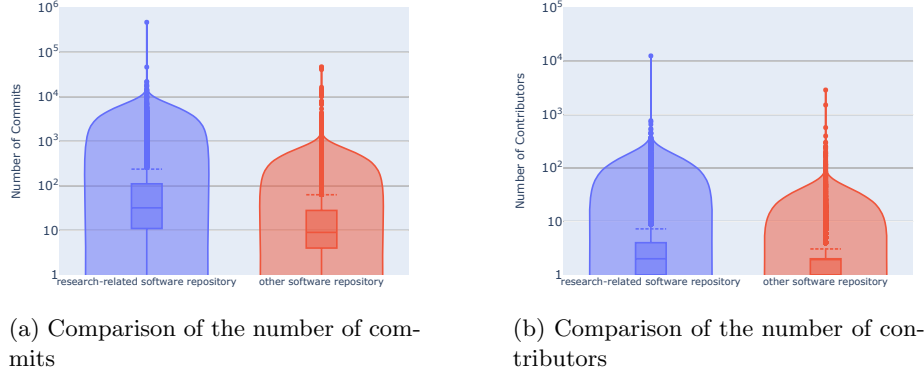 10^6
10^5
10^4
10^3
10^2
10
1
Number of Commits
research-related software repository
other software repository
10^5
10^4
10^3
10^2
10
1
Number of Contributors
research-related software repository
other software repository
(a) Comparison of the number of com-
mits
(b) Comparison of the number of con-
tributors